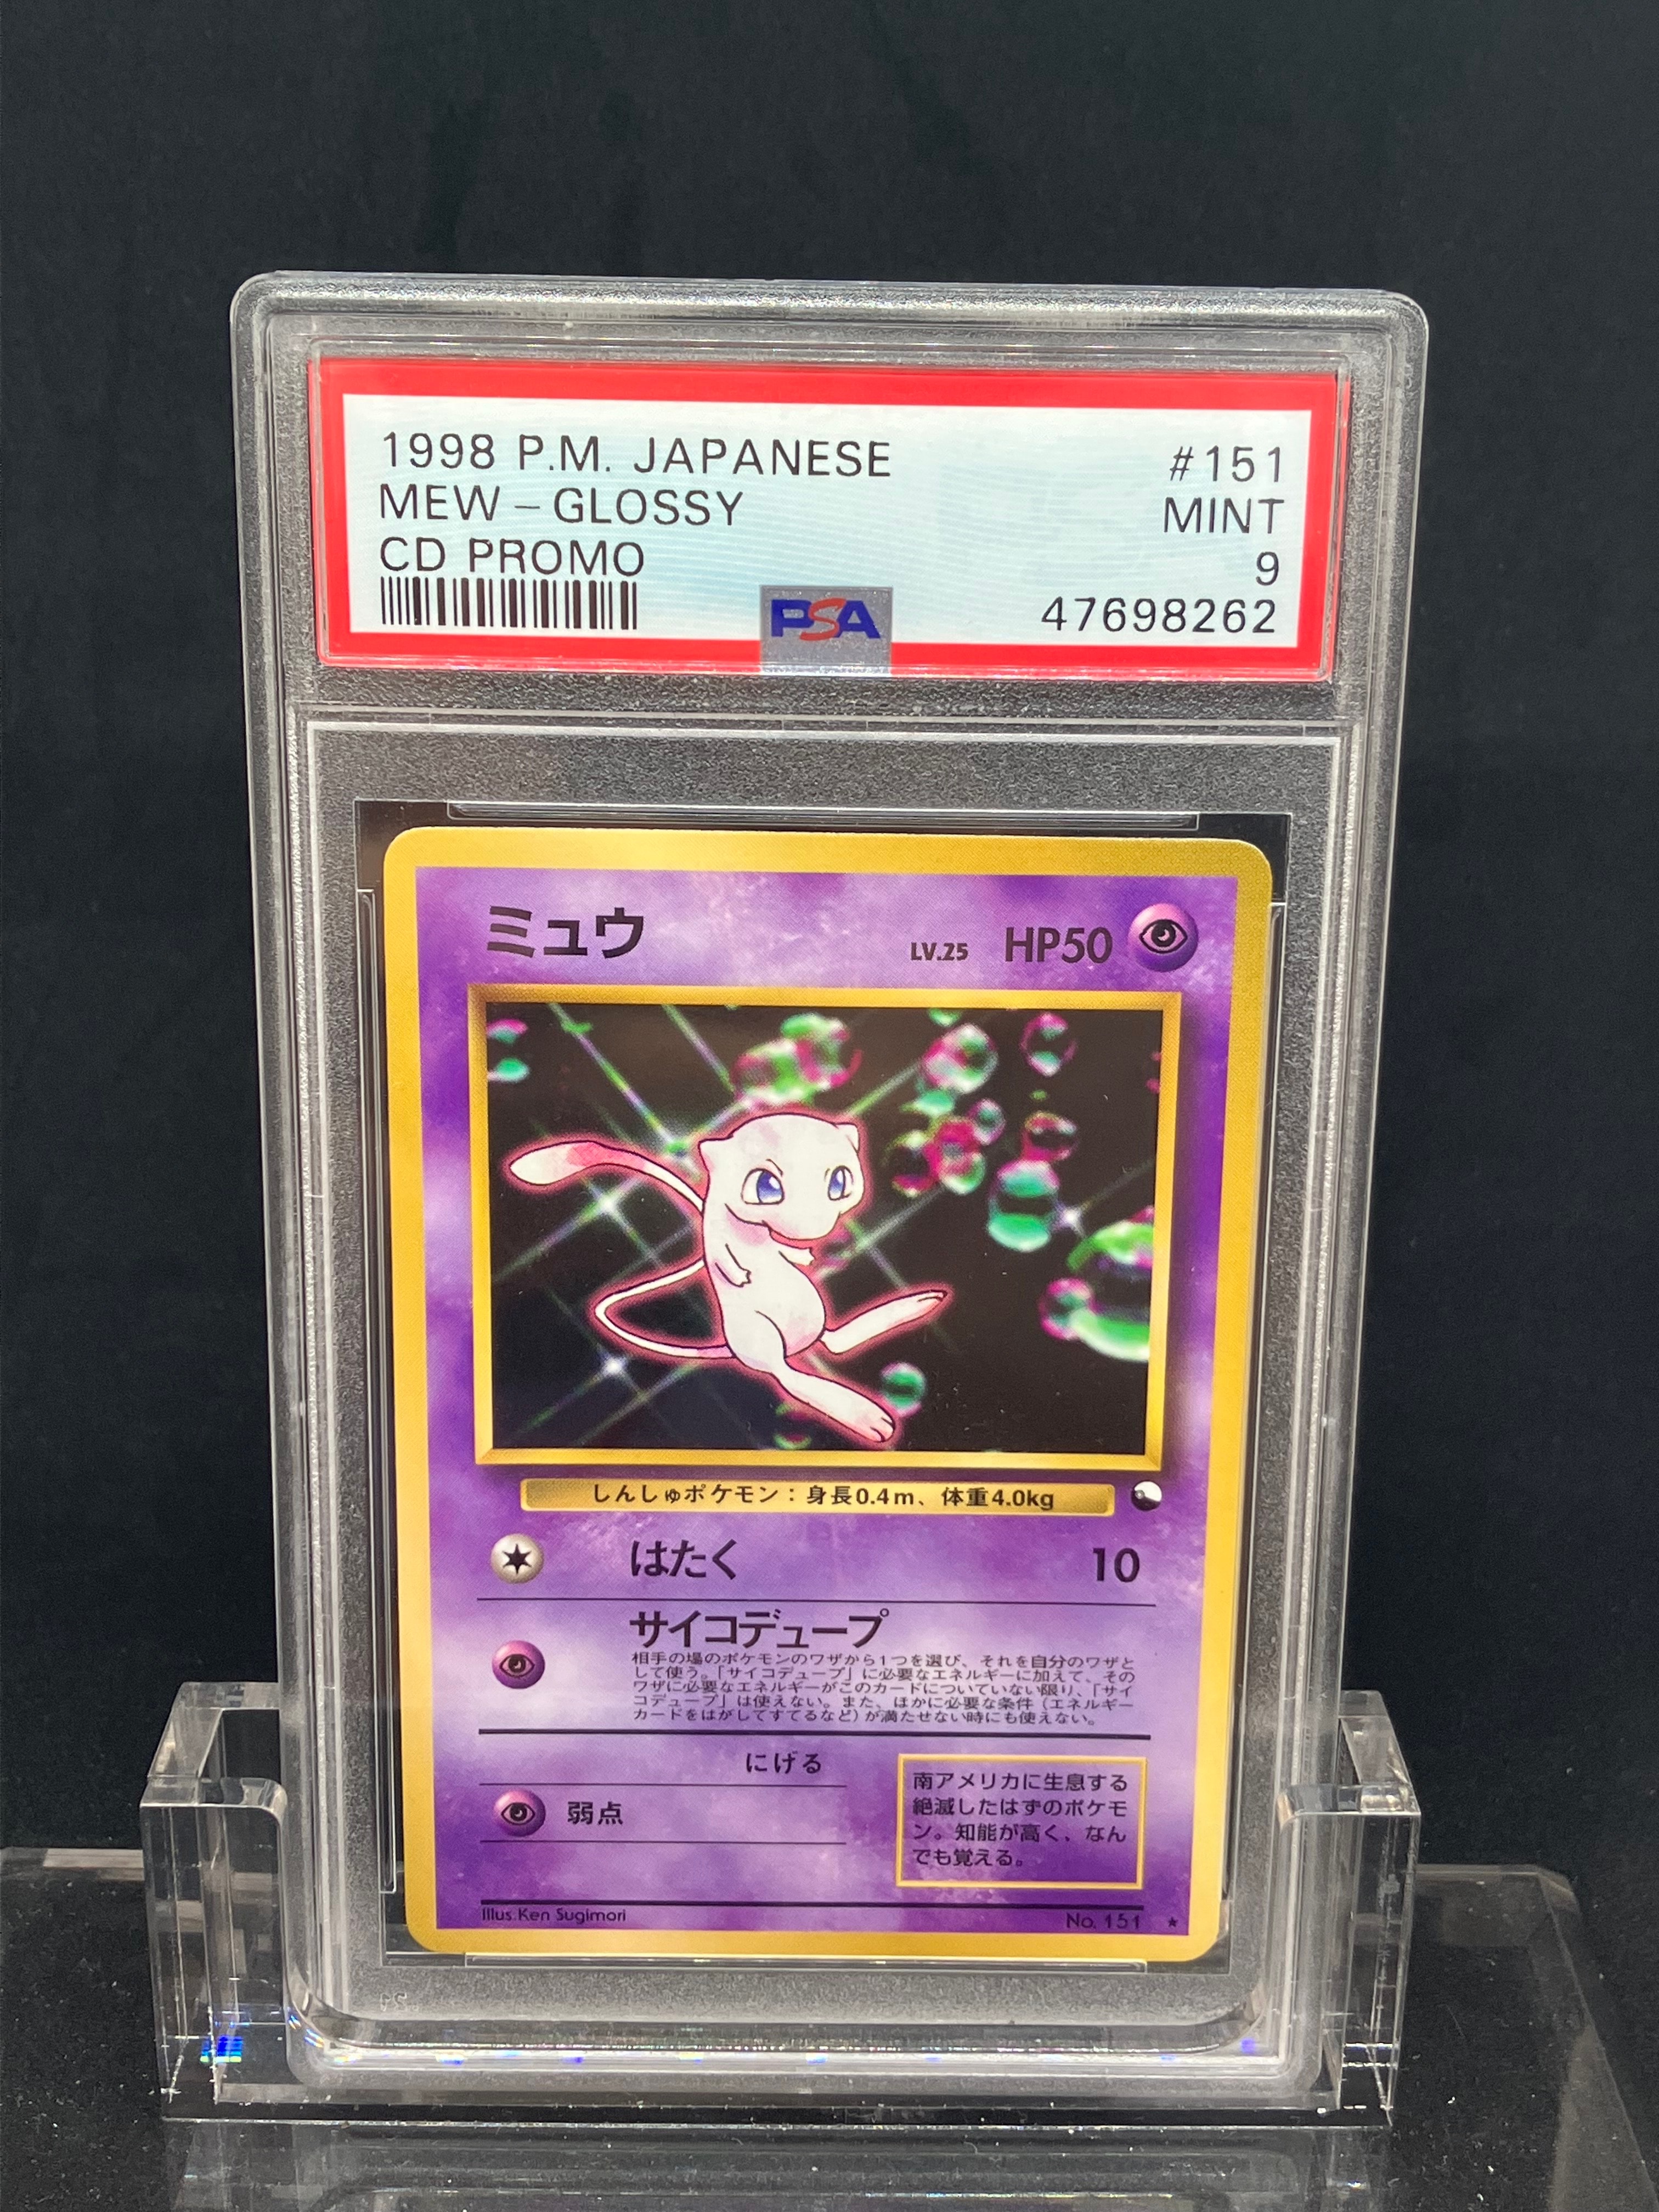 1998 P.M. JAPANESE #151
MEW - GLOSSY MINT
CD PROMO 9
PSA 47698262
ミュウ LV.25 HP50
しんしゅポケモン：身長0.4m、体重4.0kg
はたく 10
サイコデュープ
相手の場のポケモンのワザから1つを選び、それを自分のワザと
して使う。「サイコデュープ」に必要なエネルギーに加えて、その
ワザに必要なエネルギーがこのカードについていない限り、「サイ
コデュープ」は使えない。また、ほかに必要な条件（エネルギー
カードをはがしてすてるなど）が満たせない時にも使えない。
にげる
弱点
南アメリカに生息する
絶滅したはずのポケモ
ン。知能が高く、なん
でも覚える。
Illus. Ken Sugimori No. 151 ★